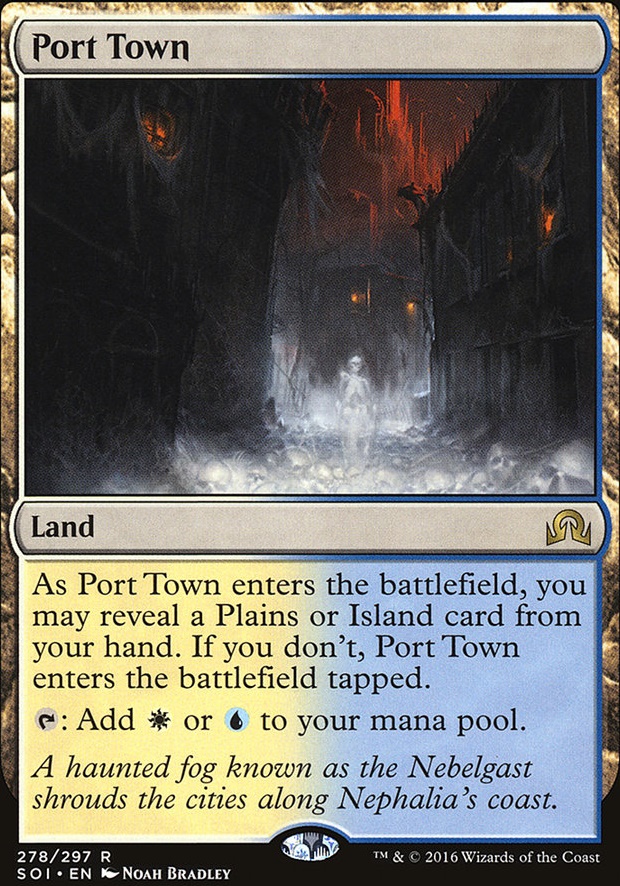 Port Town
Land
As Port Town enters the battlefield, you
may reveal a Plains or Island card from
your hand. If you don't, Port Town
enters the battlefield tapped.
: Add or to your mana pool.
A haunted fog known as the Nebelgast
shrouds the cities along Nephalia's coast.
278/297 R
SOI • EN Noah Bradley
™ & © 2016 Wizards of the Coast